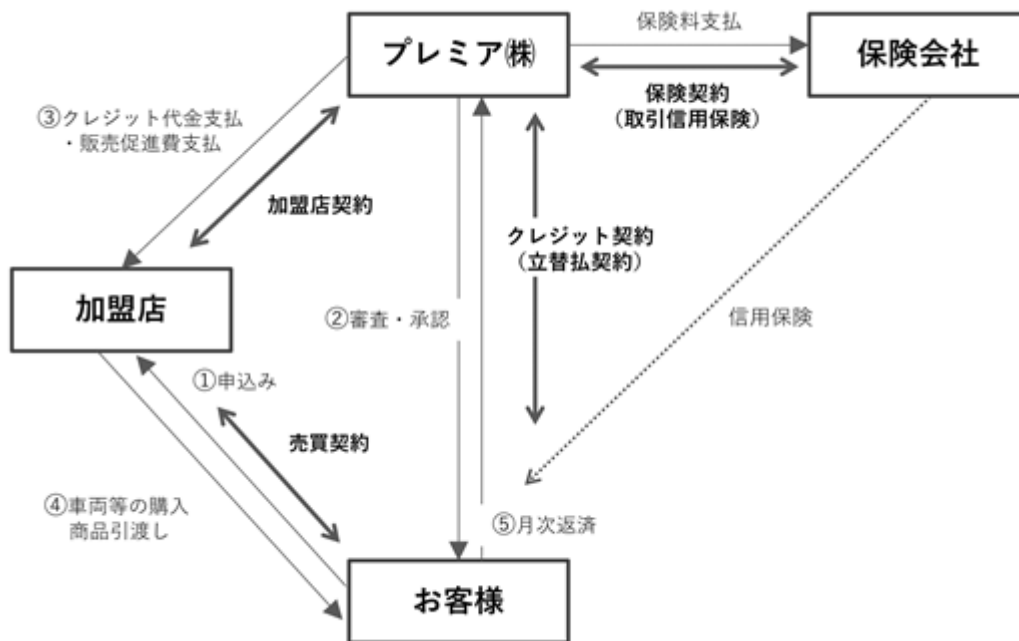 保険料支払
プレミア㈱
保険会社
保険契約
（取引信用保険）
③クレジット代金支払
・販売促進費支払
加盟店契約
クレジット契約
（立替払契約）
加盟店
②審査・承認
信用保険
①申込み
売買契約
④車両等の購入
商品引渡し
⑤月次返済
お客様